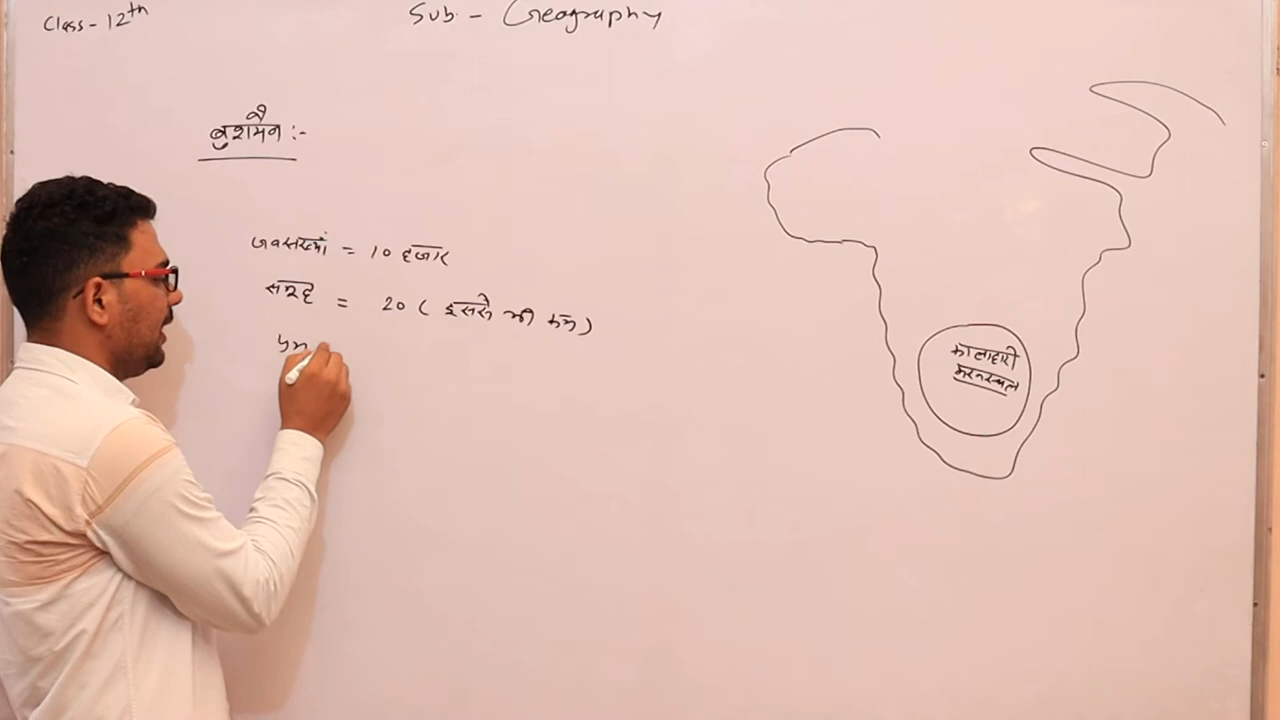 Class - 12th
Sub - Geography
बुशमैन :-
जनसंख्यां = 10 हजार
समूह = 20 ( इससे भी कम )
कालाहारी
मरूस्थल